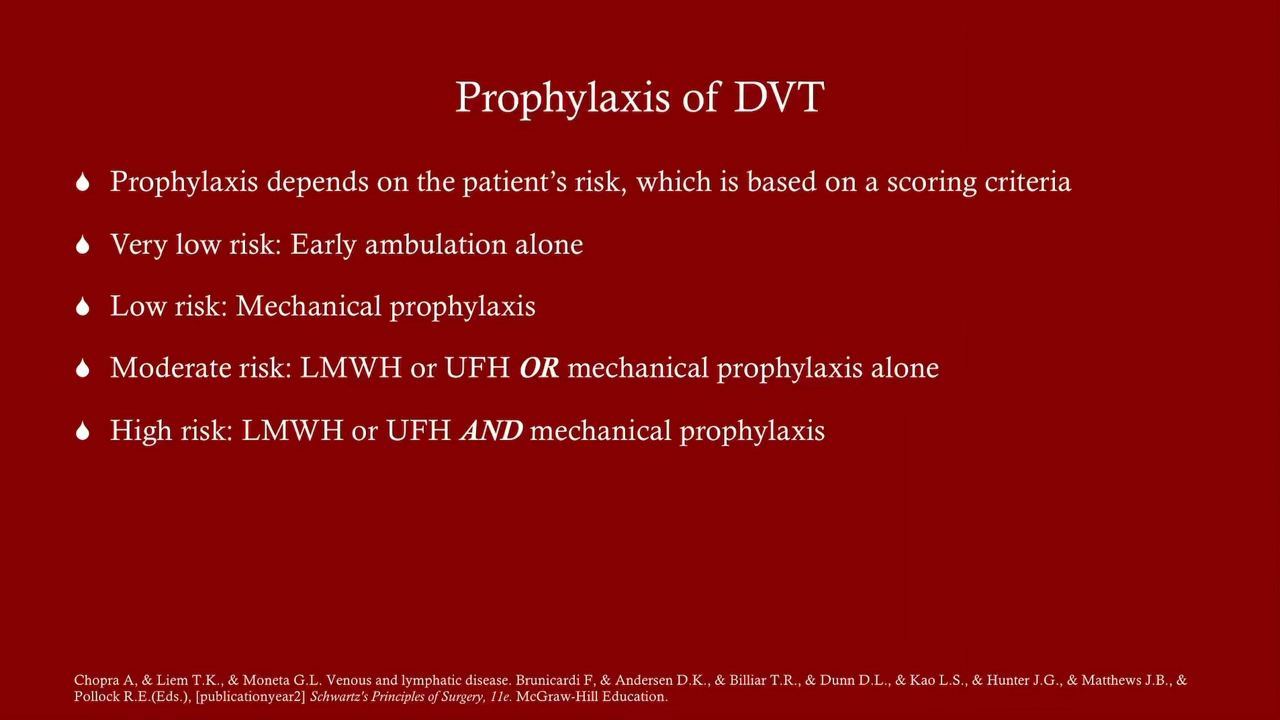 Prophylaxis of DVT
Prophylaxis depends on the patient’s risk, which is based on a scoring criteria
Very low risk: Early ambulation alone
Low risk: Mechanical prophylaxis
Moderate risk: LMWH or UFH OR mechanical prophylaxis alone
High risk: LMWH or UFH AND mechanical prophylaxis
Chopra A, & Liem T.K., & Moneta G.L. Venous and lymphatic disease. Brunicardi F, & Andersen D.K., & Billiar T.R., & Dunn D.L., & Kao L.S., & Hunter J.G., & Matthews J.B., &
Pollock R.E.(Eds.), [publicationyear2] Schwartz's Principles of Surgery, 11e. McGraw-Hill Education.